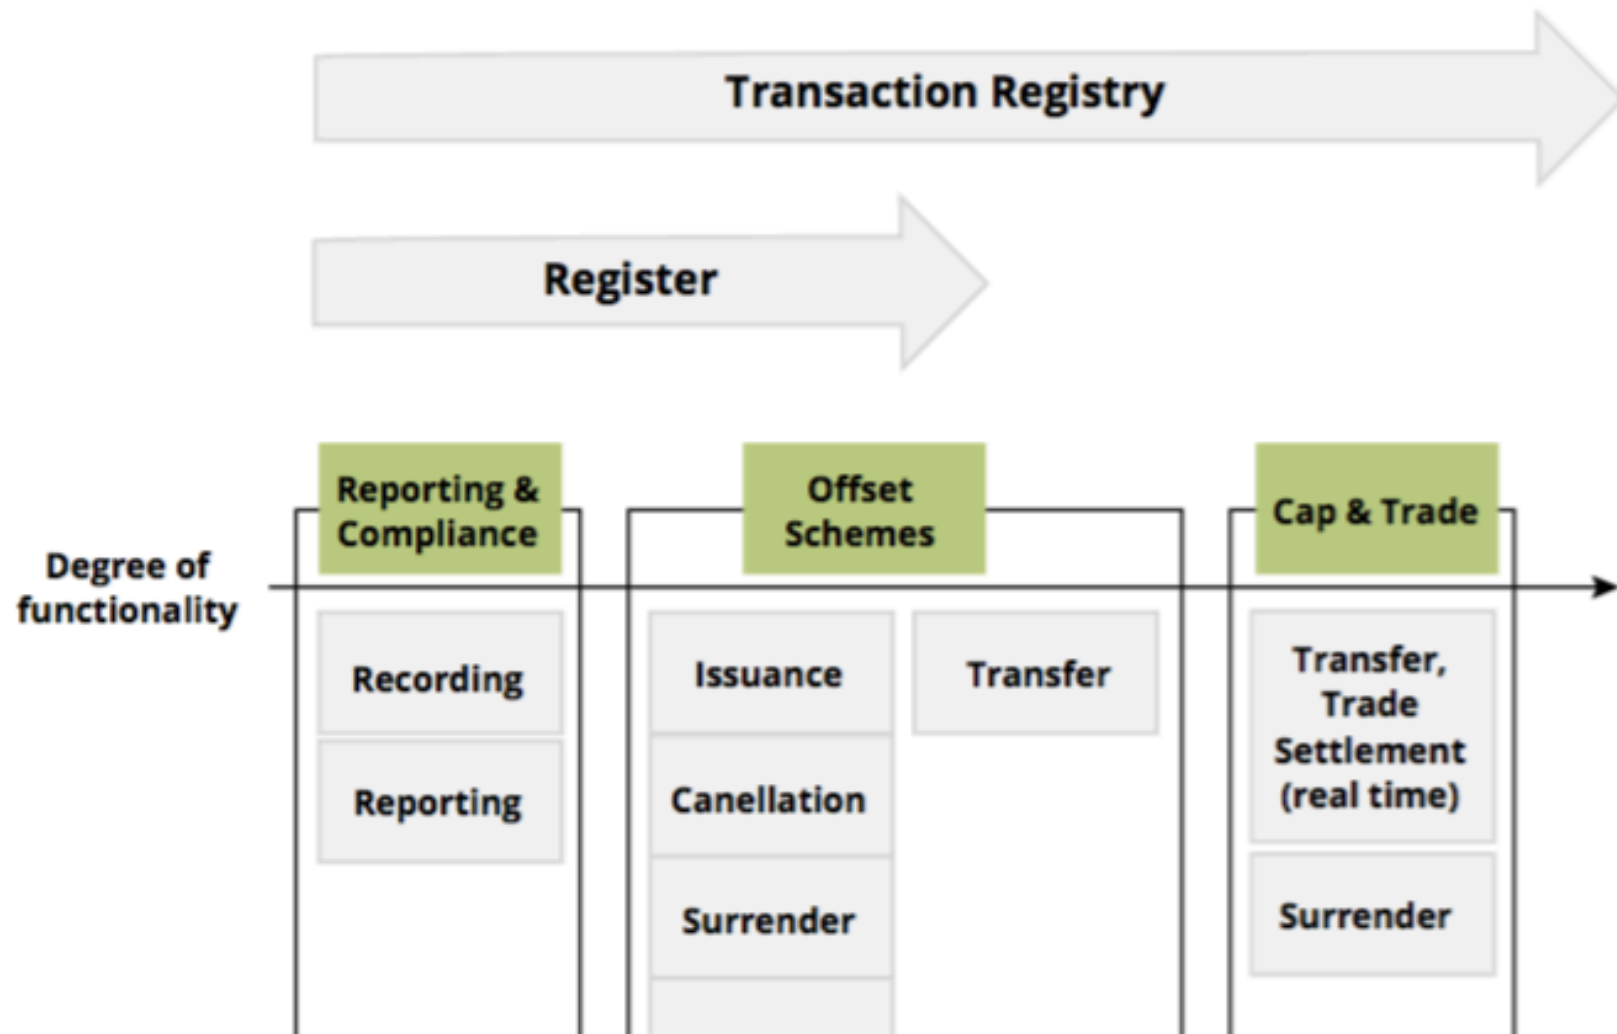 Transaction Registry
Register
Reporting &
Compliance
Offset
Schemes
Cap & Trade
Degree of
functionality
Recording
Reporting
Issuance
Canellation
Surrender
Transfer
Transfer,
Trade
Settlement
(real time)
Surrender